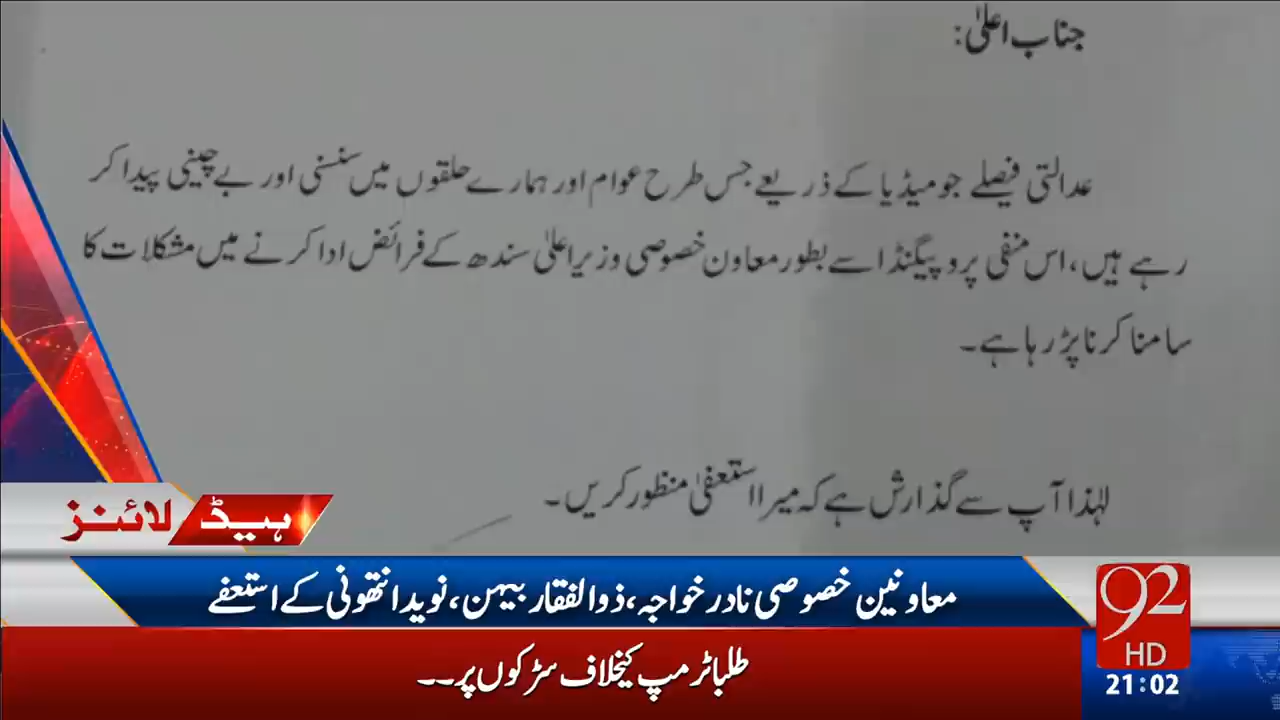 جناب اعلیٰ:
عدالتی فیصلے جو میڈیا کے ذریعے جس طرح عوام اور ہمارے حلقوں میں سنسنی اور بے چینی پیدا کر
رہے ہیں، اس منفی پروپیگنڈا سے بطور معاون خصوصی وزیر اعلیٰ سندھ کے فرائض ادا کرنے میں مشکلات کا
سامنا کرنا پڑ رہا ہے۔
لہٰذا آپ سے گذارش ہے کہ میرا استعفیٰ منظور کریں۔
ہیڈ لائنز
معاونین خصوصی نادر خواجہ، ذوالفقار بیہن، نوید انتھونی کے استعفے
طلبا ٹرمپ کیخلاف سڑکوں پر۔۔
92
HD
21:02